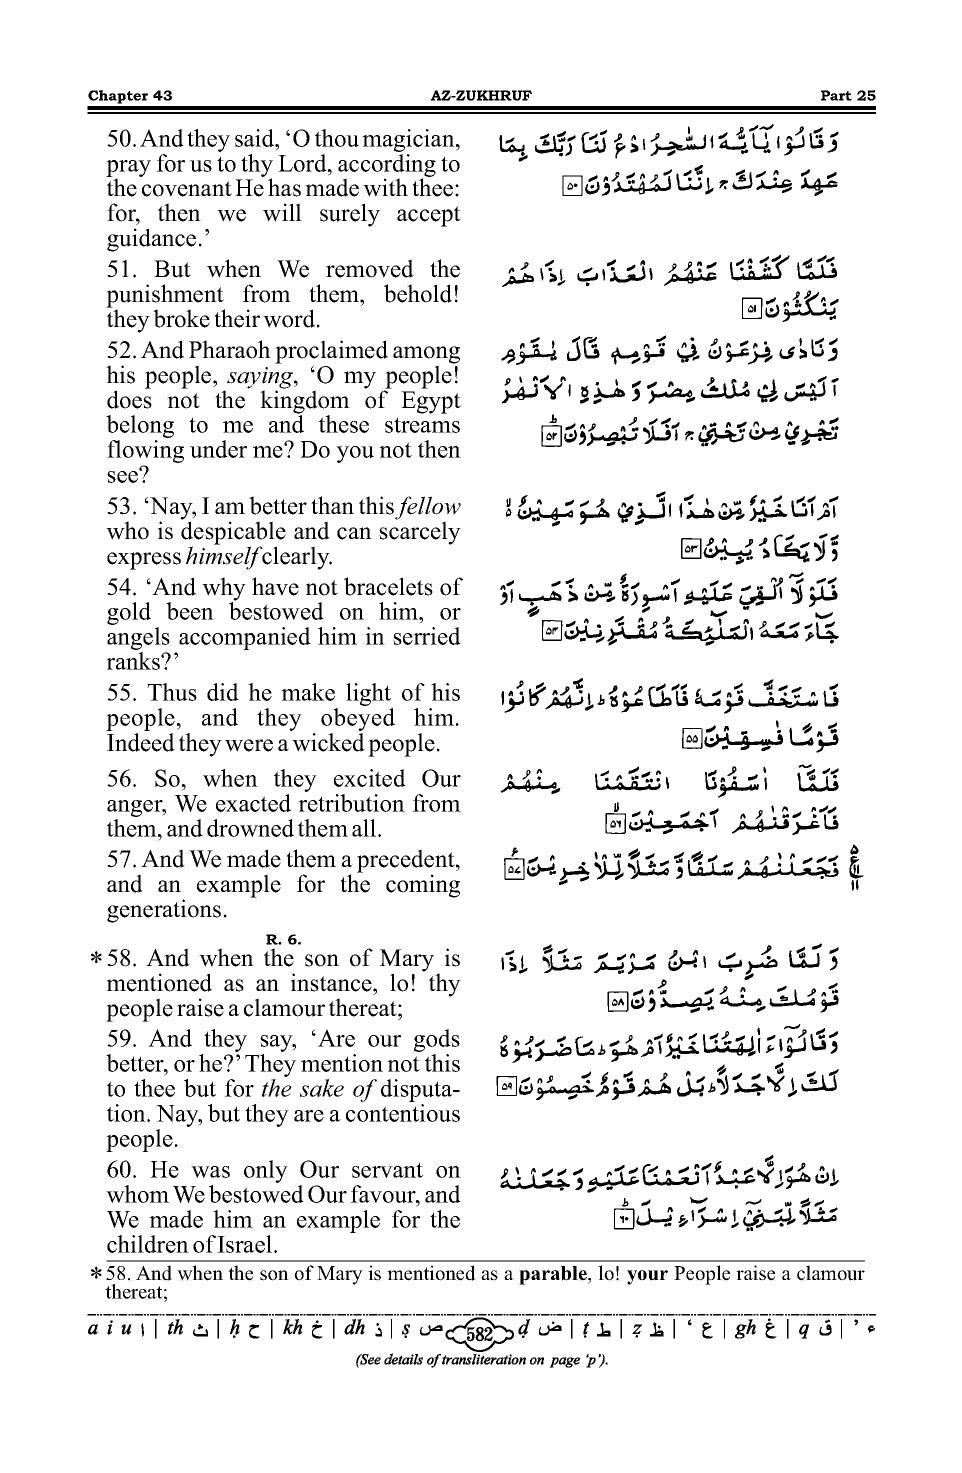 Chapter 43 AZ-ZUKHRUF Part 25
50. And they said, ‘O thou magician,
pray for us to thy Lord, according to
the covenant He has made with thee:
for, then we will surely accept
guidance.’
51. But when We removed the
punishment from them, behold!
they broke their word.
52. And Pharaoh proclaimed among
his people, saying, ‘O my people!
does not the kingdom of Egypt
belong to me and these streams
flowing under me? Do you not then
see?
53. ‘Nay, I am better than this fellow
who is despicable and can scarcely
express himself clearly.
54. ‘And why have not bracelets of
gold been bestowed on him, or
angels accompanied him in serried
ranks?’
55. Thus did he make light of his
people, and they obeyed him.
Indeed they were a wicked people.
56. So, when they excited Our
anger, We exacted retribution from
them, and drowned them all.
57. And We made them a precedent,
and an example for the coming
generations.
R. 6.
*58. And when the son of Mary is
mentioned as an instance, lo! thy
people raise a clamour thereat;
59. And they say, ‘Are our gods
better, or he?’ They mention not this
to thee but for the sake of disputa-
tion. Nay, but they are a contentious
people.
60. He was only Our servant on
whom We bestowed Our favour, and
We made him an example for the
children of Israel.
وَ قَالُوْا يٰۤاَيُّهَ السّٰحِرُ ادْعُ لَنَا رَبَّكَ بِمَا
عَهِدَ عِنْدَكَ ۚ اِنَّنَا لَمُهْتَدُوْنَ ۵۰
فَلَمَّا كَشَفْنَا عَنْهُمُ الْعَذَابَ اِذَا هُمْ
يَنْكُثُوْنَ ۵۱
وَ نَادٰى فِرْعَوْنُ فِيْ قَوْمِهٖ قَالَ يٰقَوْمِ
اَلَيْسَ لِيْ مُلْكُ مِصْرَ وَ هٰذِهِ الْاَنْهٰرُ
تَجْرِيْ مِنْ تَحْتِيْ ۚ اَفَلَا تُبْصِرُوْنَ ۵۲ؕ
اَمْ اَنَا خَيْرٌ مِّنْ هٰذَا الَّذِيْ هُوَ مَهِيْنٌ ۙ
وَّ لَا يَكَادُ يُبِيْنُ ۵۳
فَلَوْ لَاۤ اُلْقِيَ عَلَيْهِ اَسْوِرَةٌ مِّنْ ذَهَبٍ اَوْ
جَآءَ مَعَهُ الْمَلٰٓئِكَةُ مُقْتَرِنِيْنَ ۵۴
فَاسْتَخَفَّ قَوْمَهٗ فَاَطَاعُوْهُ ؕ اِنَّهُمْ كَانُوْا
قَوْمًا فٰسِقِيْنَ ۵۵
فَلَمَّاۤ اٰسَفُوْنَا انْتَقَمْنَا مِنْهُمْ
فَاَغْرَقْنٰهُمْ اَجْمَعِيْنَ ۵۶ۙ
فَجَعَلْنٰهُمْ سَلَفًا وَّ مَثَلًا لِّلْاٰخِرِيْنَ ۵۷
وَ لَمَّا ضُرِبَ ابْنُ مَرْيَمَ مَثَلًا اِذَا
قَوْمُكَ مِنْهُ يَصِدُّوْنَ ۵۸
وَ قَالُوْۤا ءَاٰلِهَتُنَا خَيْرٌ اَمْ هُوَ ؕ مَا ضَرَبُوْهُ
لَكَ اِلَّا جَدَلًا ؕ بَلْ هُمْ قَوْمٌ خَصِمُوْنَ ۵۹
اِنْ هُوَ اِلَّا عَبْدٌ اَنْعَمْنَا عَلَيْهِ وَ جَعَلْنٰهُ
مَثَلًا لِّبَنِيْۤ اِسْرَآءِيْلَ ۶۰ؕ
*58. And when the son of Mary is mentioned as a parable, lo! your People raise a clamour
thereat;
a i u ا | th ث | ḥ ح | kh خ | dh ذ | ṣ ص 582 ḍ ض | ṭ ط | ẓ ظ | ‘ ع | gh غ | q ق | ’ ء
(See details of transliteration on page ‘p’).